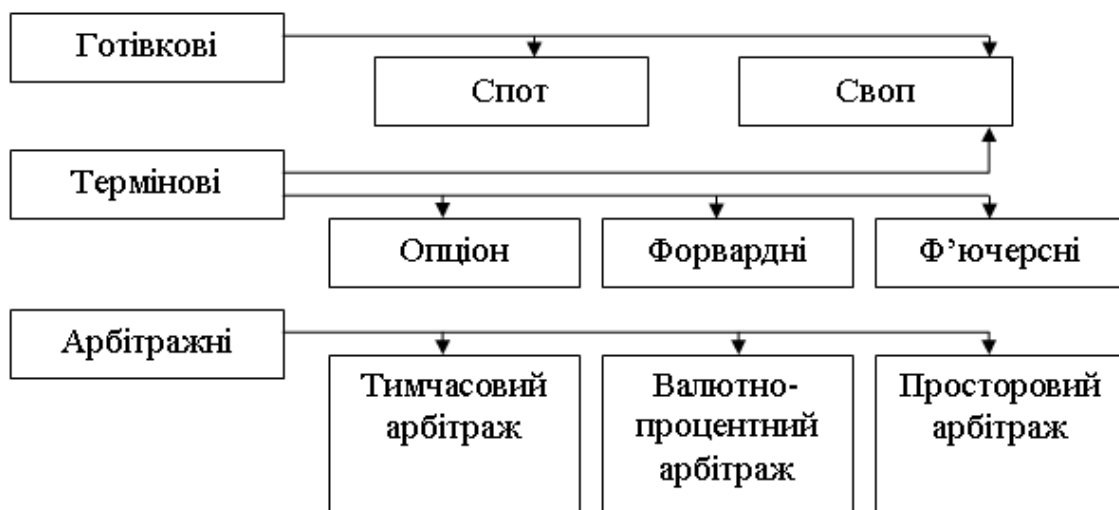 Готівкові
Спот
Своп
Термінові
Опціон
Форвардні
Ф’ючерсні
Арбітражні
Тимчасовий
арбітраж
Валютно-
процентний
арбітраж
Просторовий
арбітраж